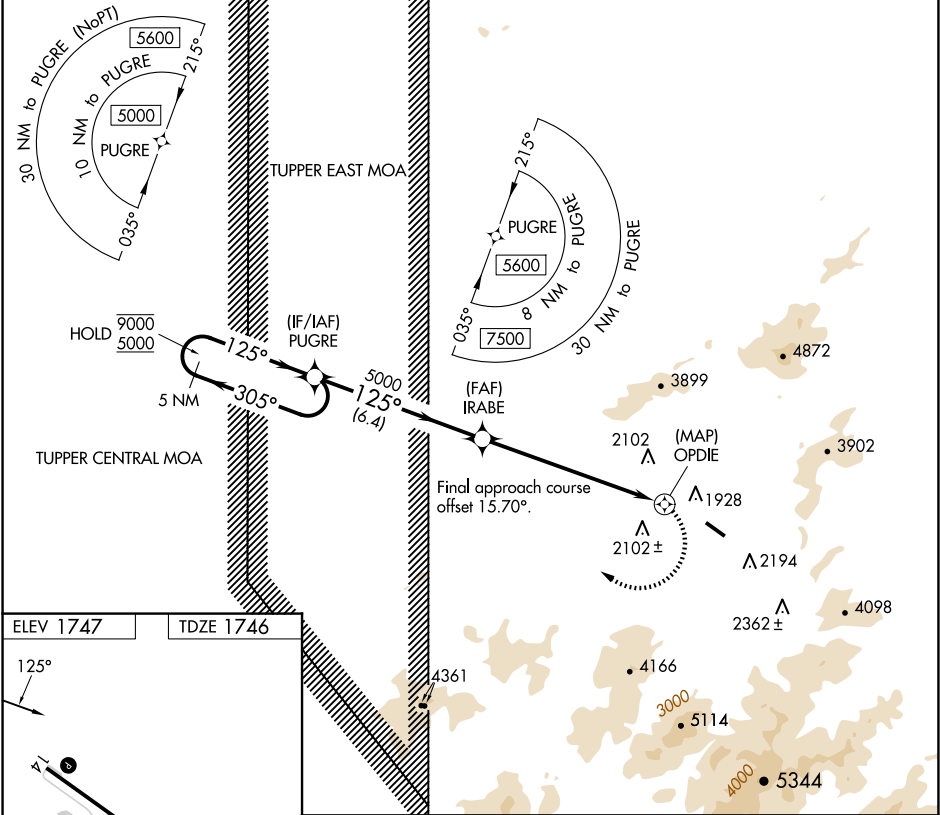 30 NM to PUGRE (NoPT)
5600
215°
10 NM to PUGRE
5000
PUGRE
035°
TUPPER EAST MOA
215°
PUGRE
5600
8 NM to PUGRE
035°
7500
30 NM to PUGRE
HOLD
9000
5000
125°
(IF/IAF)
PUGRE
5 NM
305°
5000
125°
(6.4)
(FAF)
IRABE
4872
3899
2102
(MAP)
OPDIE
3902
TUPPER CENTRAL MOA
Final approach course
offset 15.70°.
1928
2102 ±
2194
2362 ±
4098
4166
4361
3000
5114
4000
5344
ELEV 1747
TDZE 1746
125°
14
P